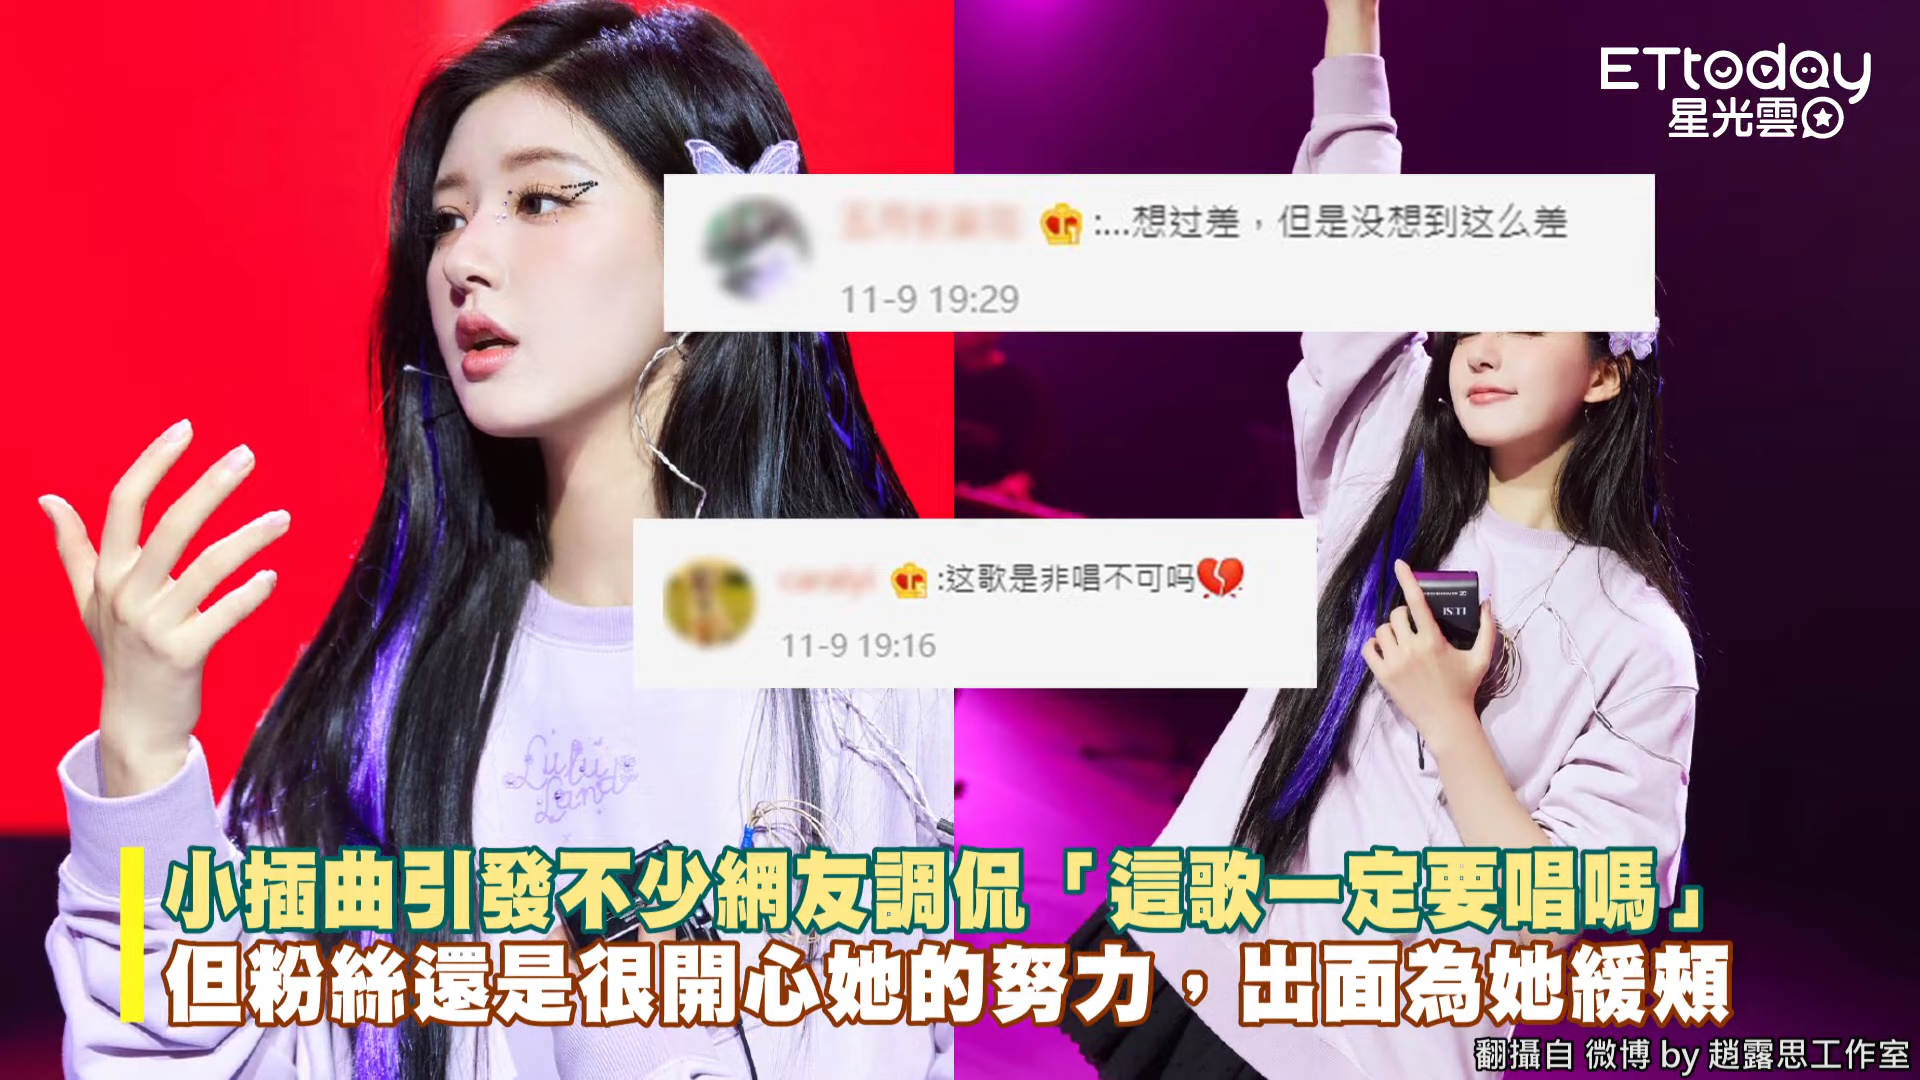 ETtoday
星光雲
:...想过差，但是没想到这么差
11-9 19:29
:这歌是非唱不可吗
11-9 19:16
Lulu
Land
小插曲引發不少網友調侃「這歌一定要唱嗎」
但粉絲還是很開心她的努力，出面為她緩頰
翻攝自 微博 by 趙露思工作室